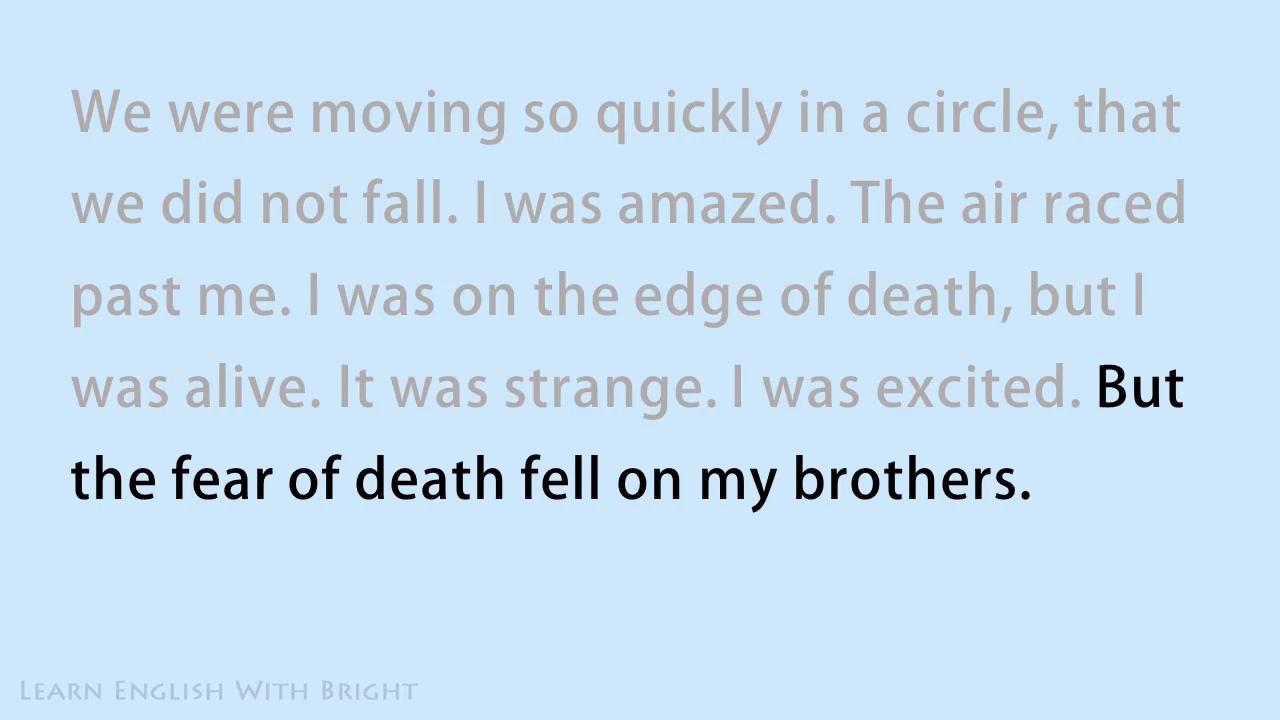 We were moving so quickly in a circle, that
we did not fall. I was amazed. The air raced
past me. I was on the edge of death, but I
was alive. It was strange. I was excited. But
the fear of death fell on my brothers.
Learn English With Bright